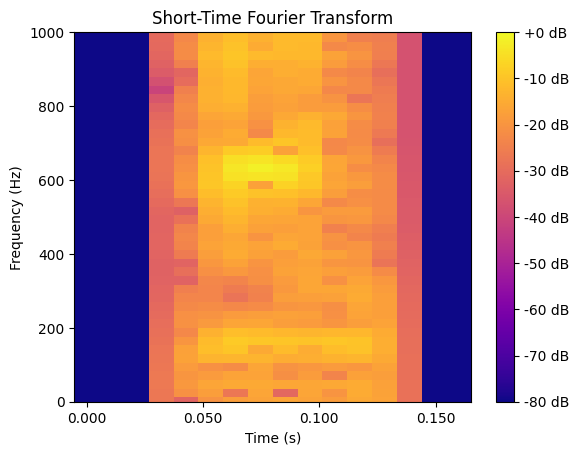 Short-Time Fourier Transform
1000
800
600
400
200
0
Frequency (Hz)
0.000
0.050
0.100
0.150
Time (s)
+0 dB
-10 dB
-20 dB
-30 dB
-40 dB
-50 dB
-60 dB
-70 dB
-80 dB